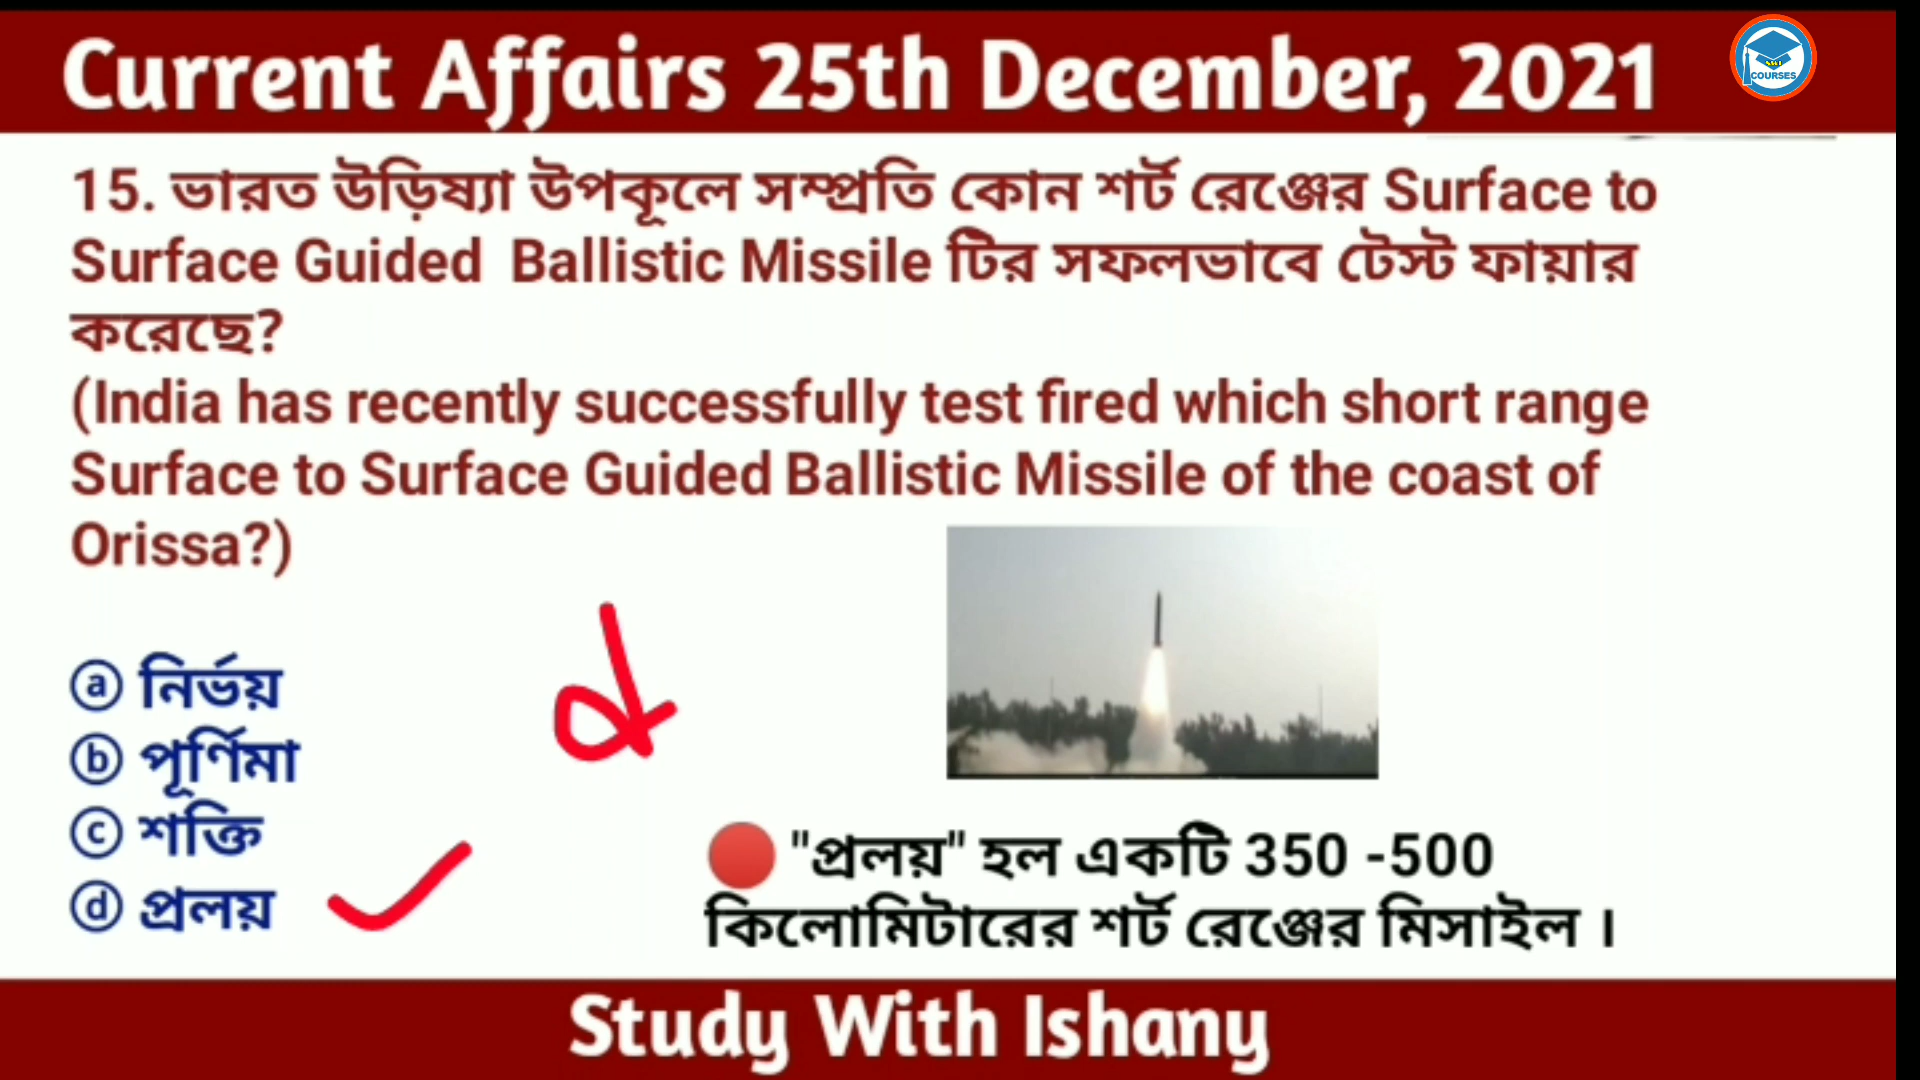 Current Affairs 25th December, 2021
COURSES
15. ভারত উড়িষ্যা উপকূলে সম্প্রতি কোন শর্ট রেঞ্জের Surface to
Surface Guided Ballistic Missile টির সফলভাবে টেস্ট ফায়ার
করেছে?
(India has recently successfully test fired which short range
Surface to Surface Guided Ballistic Missile of the coast of
Orissa?)
d
ⓐ নির্ভয়
ⓑ পূর্ণিমা
ⓒ শক্তি
ⓓ প্রলয়
"প্রলয়" হল একটি 350 -500
কিলোমিটারের শর্ট রেঞ্জের মিসাইল ।
Study With Ishany